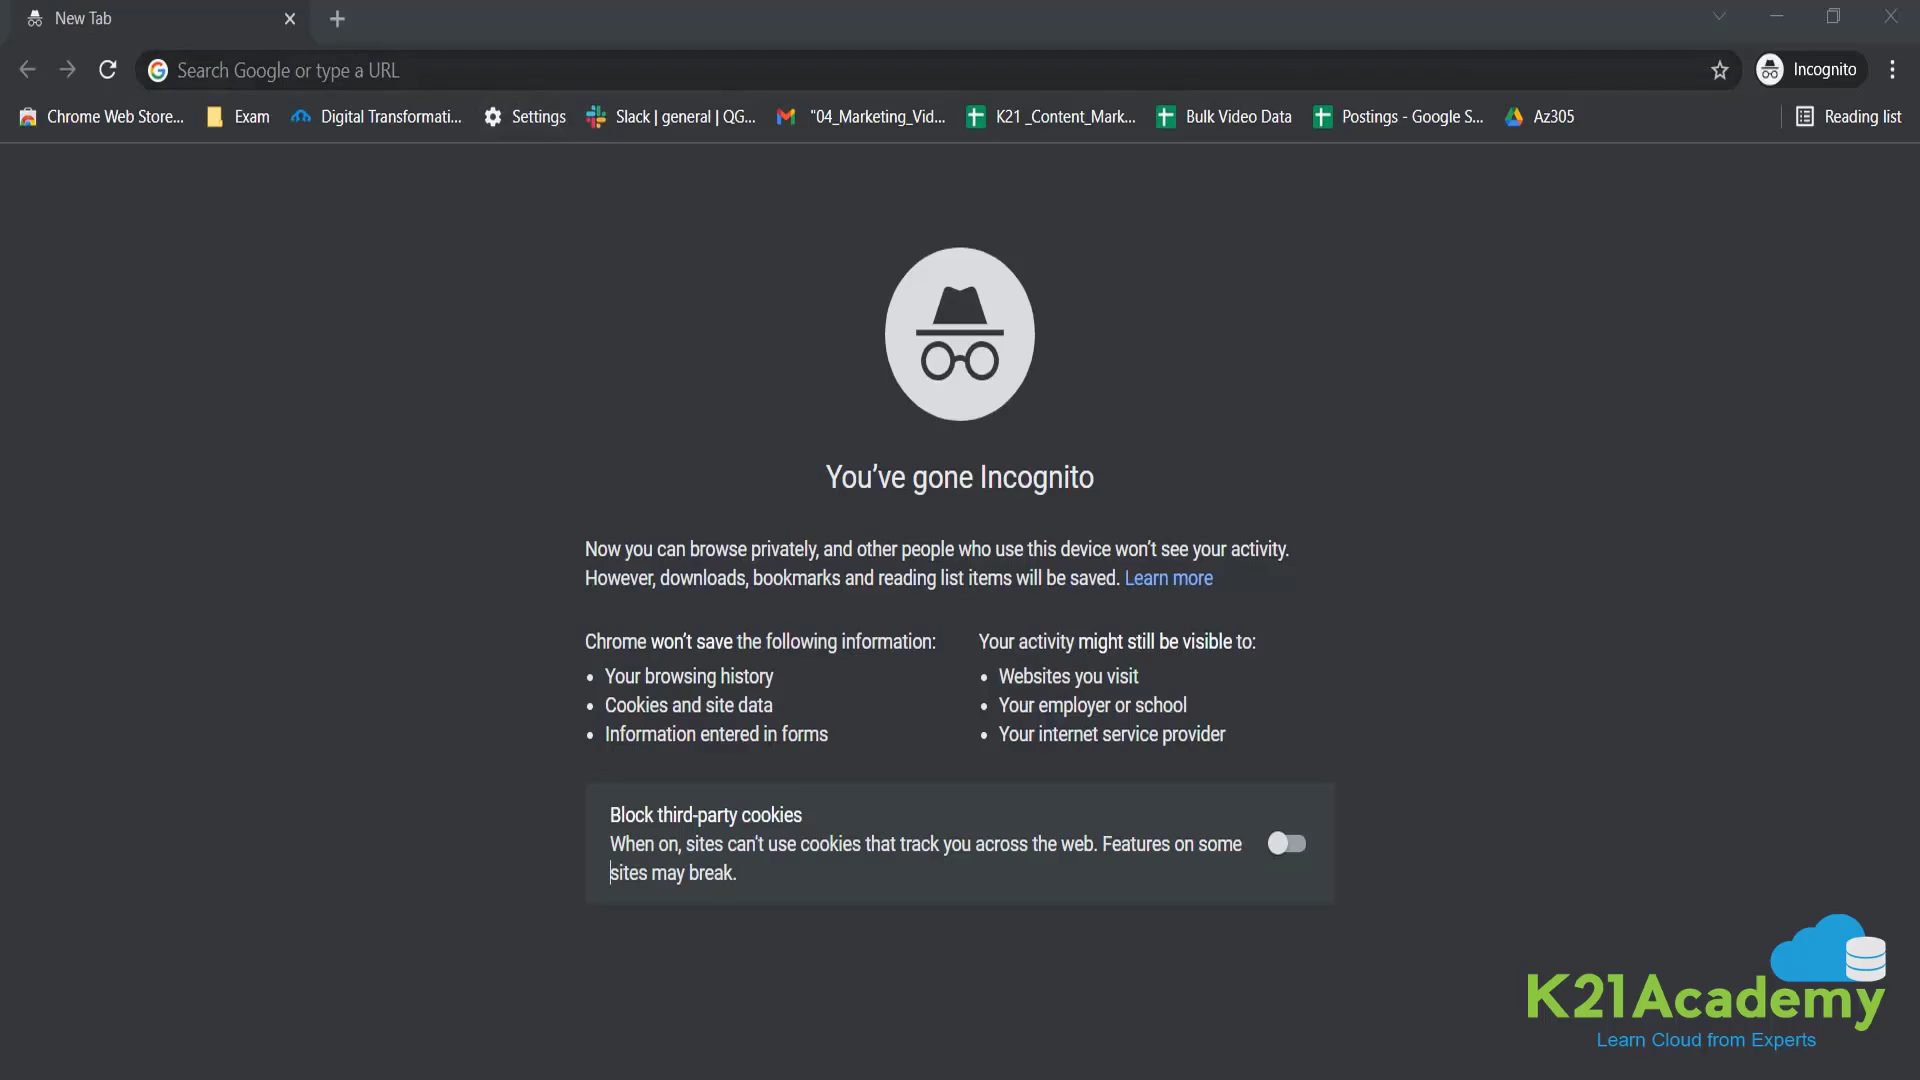 New Tab
Search Google or type a URL
Incognito
Chrome Web Store...
Exam
Digital Transformati...
Settings
Slack | general | QG...
"04_Marketing_Vid...
K21 _Content_Mark...
Bulk Video Data
Postings - Google S...
Az305
Reading list
You've gone Incognito
Now you can browse privately, and other people who use this device won't see your activity.
However, downloads, bookmarks and reading list items will be saved. Learn more
Chrome won't save the following information:
• Your browsing history
• Cookies and site data
• Information entered in forms
Your activity might still be visible to:
• Websites you visit
• Your employer or school
• Your internet service provider
Block third-party cookies
When on, sites can't use cookies that track you across the web. Features on some
sites may break.
K21Academy
Learn Cloud from Experts